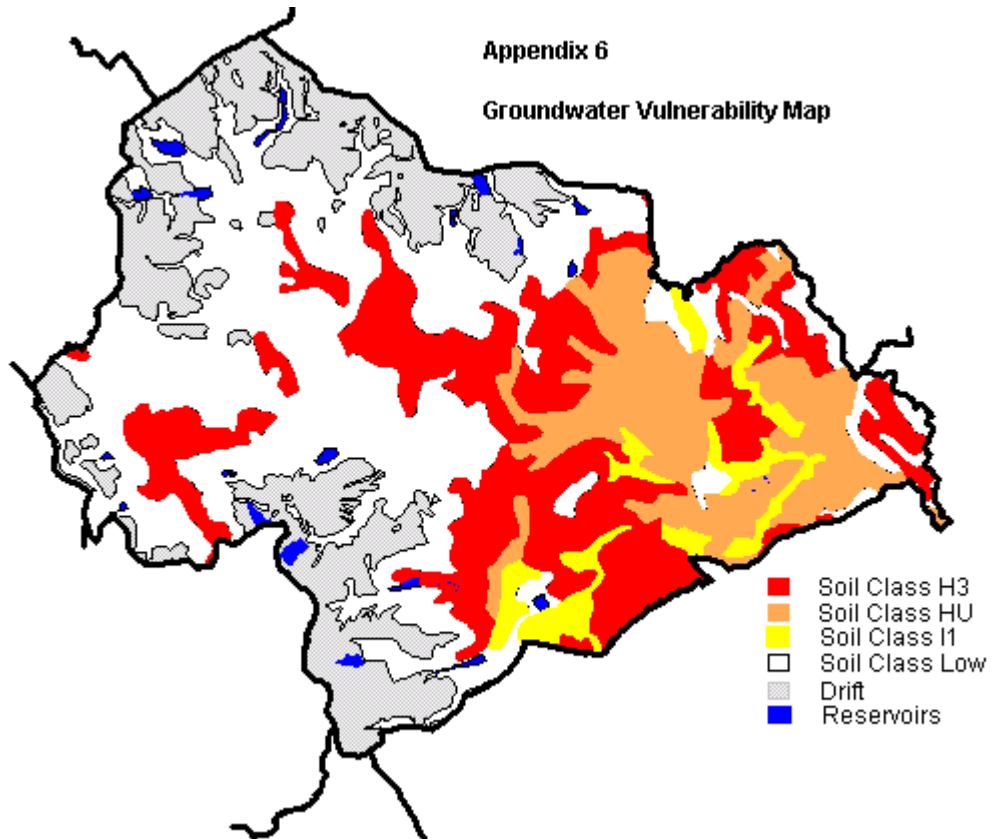 Appendix 6
Groundwater Vulnerability Map
Soil Class H3
Soil Class HU
Soil Class I1
Soil Class Low
Drift
Reservoirs